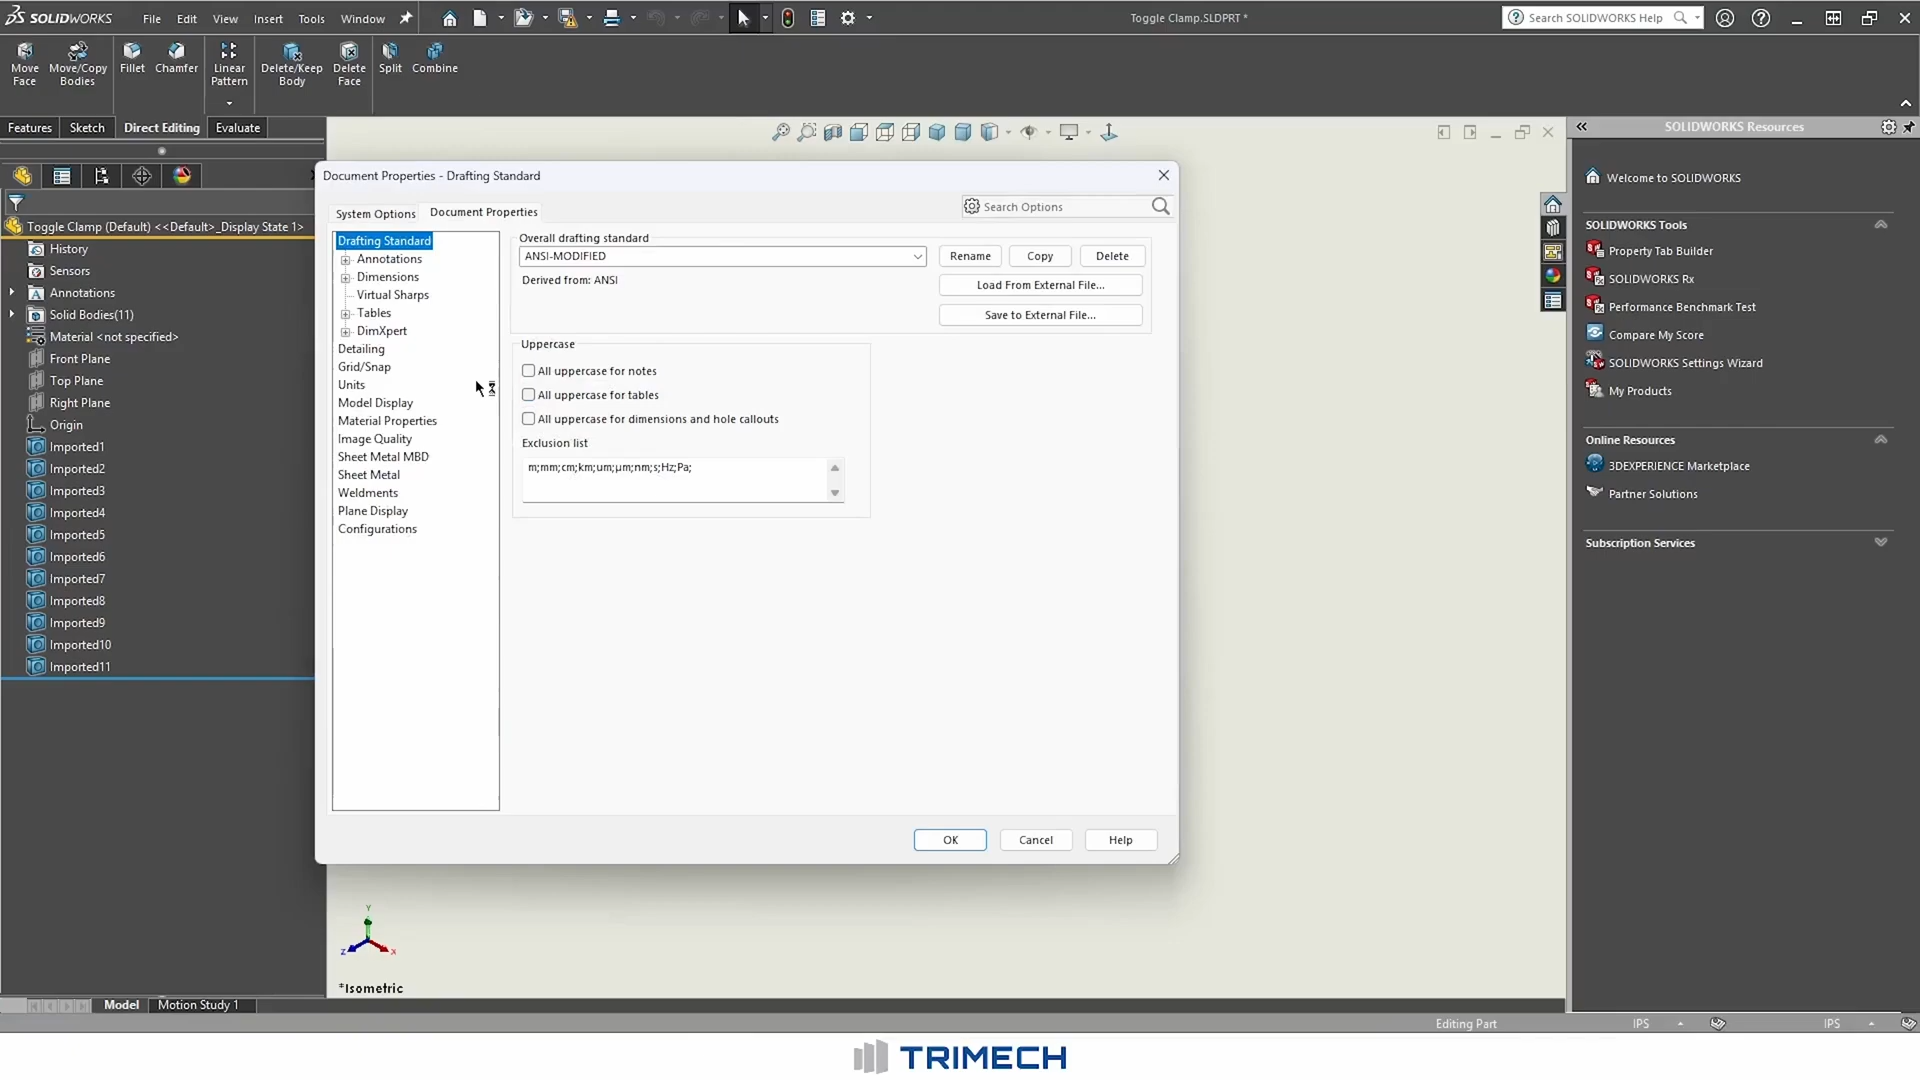 SOLIDWORKS
File
Edit
View
Insert
Tools
Window
Toggle Clamp.SLDPRT *
Search SOLIDWORKS Help
Move Face
Move/Copy Bodies
Fillet
Chamfer
Linear Pattern
Delete/Keep Body
Delete Face
Split
Combine
Features
Sketch
Direct Editing
Evaluate
Toggle Clamp (Default) <<Default>_Display State 1>
History
Sensors
Annotations
Solid Bodies(11)
Material <not specified>
Front Plane
Top Plane
Right Plane
Origin
Imported1
Imported2
Imported3
Imported4
Imported5
Imported6
Imported7
Imported8
Imported9
Imported10
Imported11
Document Properties - Drafting Standard
System Options
Document Properties
Search Options
Drafting Standard
Annotations
Dimensions
Virtual Sharps
Tables
DimXpert
Detailing
Grid/Snap
Units
Model Display
Material Properties
Image Quality
Sheet Metal MBD
Sheet Metal
Weldments
Plane Display
Configurations
Overall drafting standard
ANSI-MODIFIED
Rename
Copy
Delete
Derived from: ANSI
Load From External File...
Save to External File...
Uppercase
All uppercase for notes
All uppercase for tables
All uppercase for dimensions and hole callouts
Exclusion list
m;mm;cm;km;um;µm;nm;s;Hz;Pa;
OK
Cancel
Help
SOLIDWORKS Resources
Welcome to SOLIDWORKS
SOLIDWORKS Tools
Property Tab Builder
SOLIDWORKS Rx
Performance Benchmark Test
Compare My Score
SOLIDWORKS Settings Wizard
My Products
Online Resources
3DEXPERIENCE Marketplace
Partner Solutions
Subscription Services
Y
Z
X
*Isometric
Model
Motion Study 1
Editing Part
IPS
IPS
TRIMECH